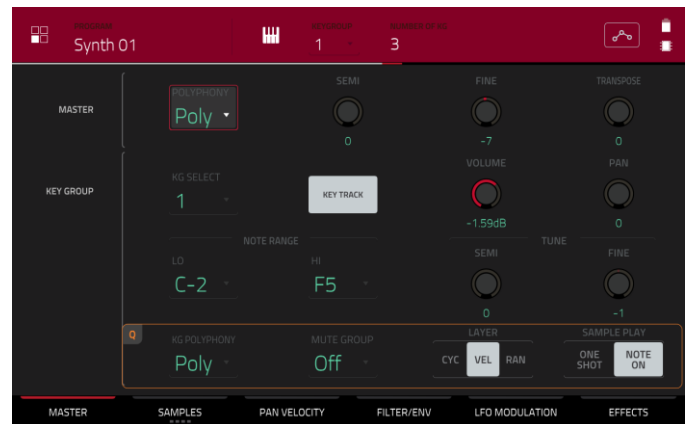 PROGRAM
Synth 01
KEYGROUP
1
NUMBER OF KG
3
MASTER
POLYPHONY
Poly
SEMI
0
FINE
-7
TRANSPOSE
0
KEY GROUP
KG SELECT
1
KEY TRACK
VOLUME
-1.59dB
PAN
0
NOTE RANGE
LO
C-2
HI
F5
TUNE
SEMI
0
FINE
-1
Q
KG POLYPHONY
Poly
MUTE GROUP
Off
LAYER
CYC VEL RAN
SAMPLE PLAY
ONE SHOT
NOTE ON
MASTER SAMPLES PAN VELOCITY FILTER/ENV LFO MODULATION EFFECTS